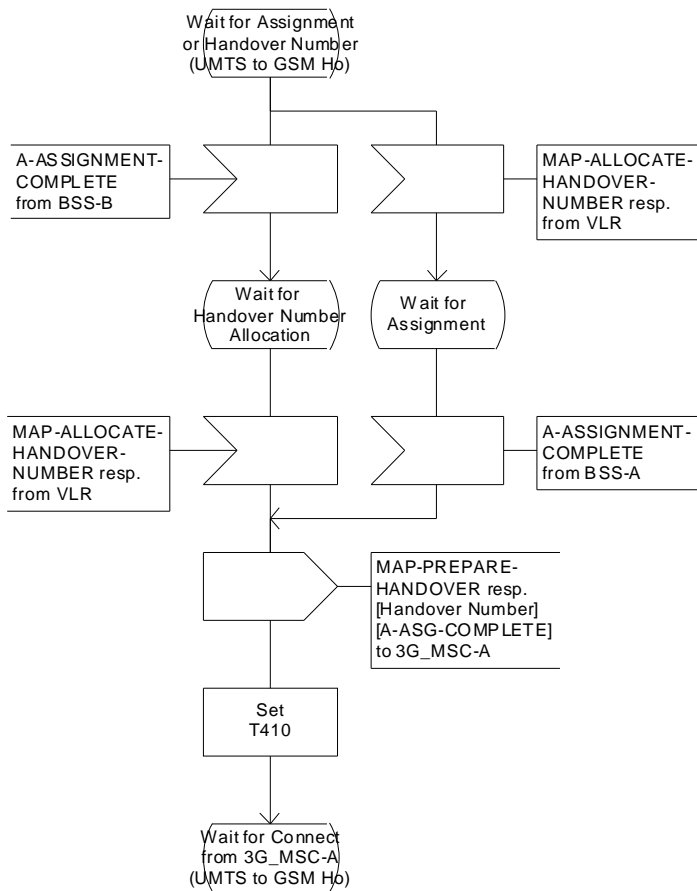 Wait for Assignment
or Handover Number
(UMTS to GSM Ho)
A-ASSIGNMENT-
COMPLETE
from BSS-B
MAP-ALLOCATE-
HANDOVER-
NUMBER resp.
from VLR
Wait for
Handover Number
Allocation
Wait for
Assignment
MAP-ALLOCATE-
HANDOVER-
NUMBER resp.
from VLR
A-ASSIGNMENT-
COMPLETE
from BSS-A
MAP-PREPARE-
HANDOVER resp.
[Handover Number]
[A-ASG-COMPLETE]
to 3G_MSC-A
Set
T410
Wait for Connect
from 3G_MSC-A
(UMTS to GSM Ho)